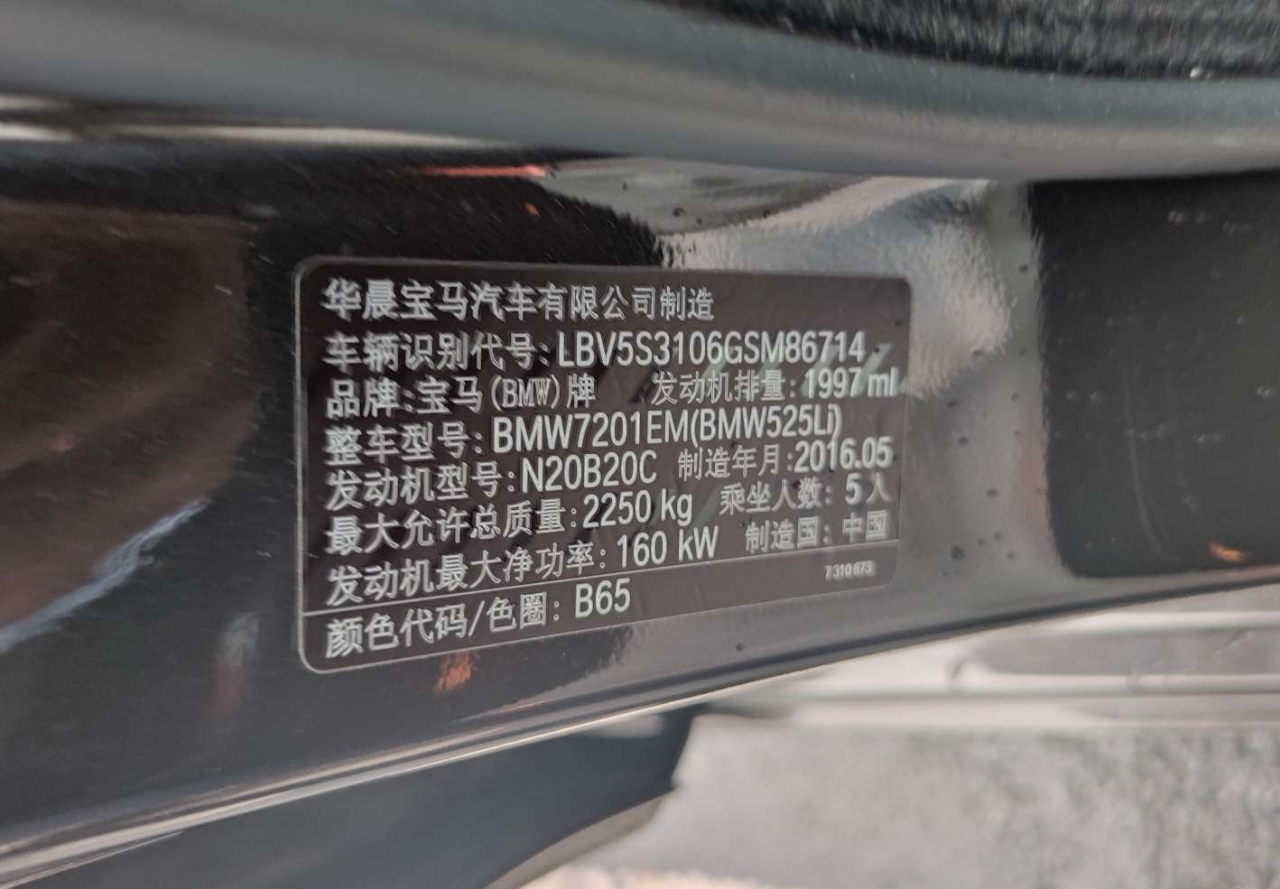 华晨宝马汽车有限公司制造
车辆识别代号:LBV5S3106GSM86714
品牌:宝马(BMW)牌 发动机排量:1997 ml
整车型号:BMW7201EM(BMW525Li)
发动机型号:N20B20C 制造年月:2016.05
最大允许总质量:2250 kg 乘坐人数:5人
发动机最大净功率:160 kW 制造国:中国
颜色代码/色圈:B65 7310673